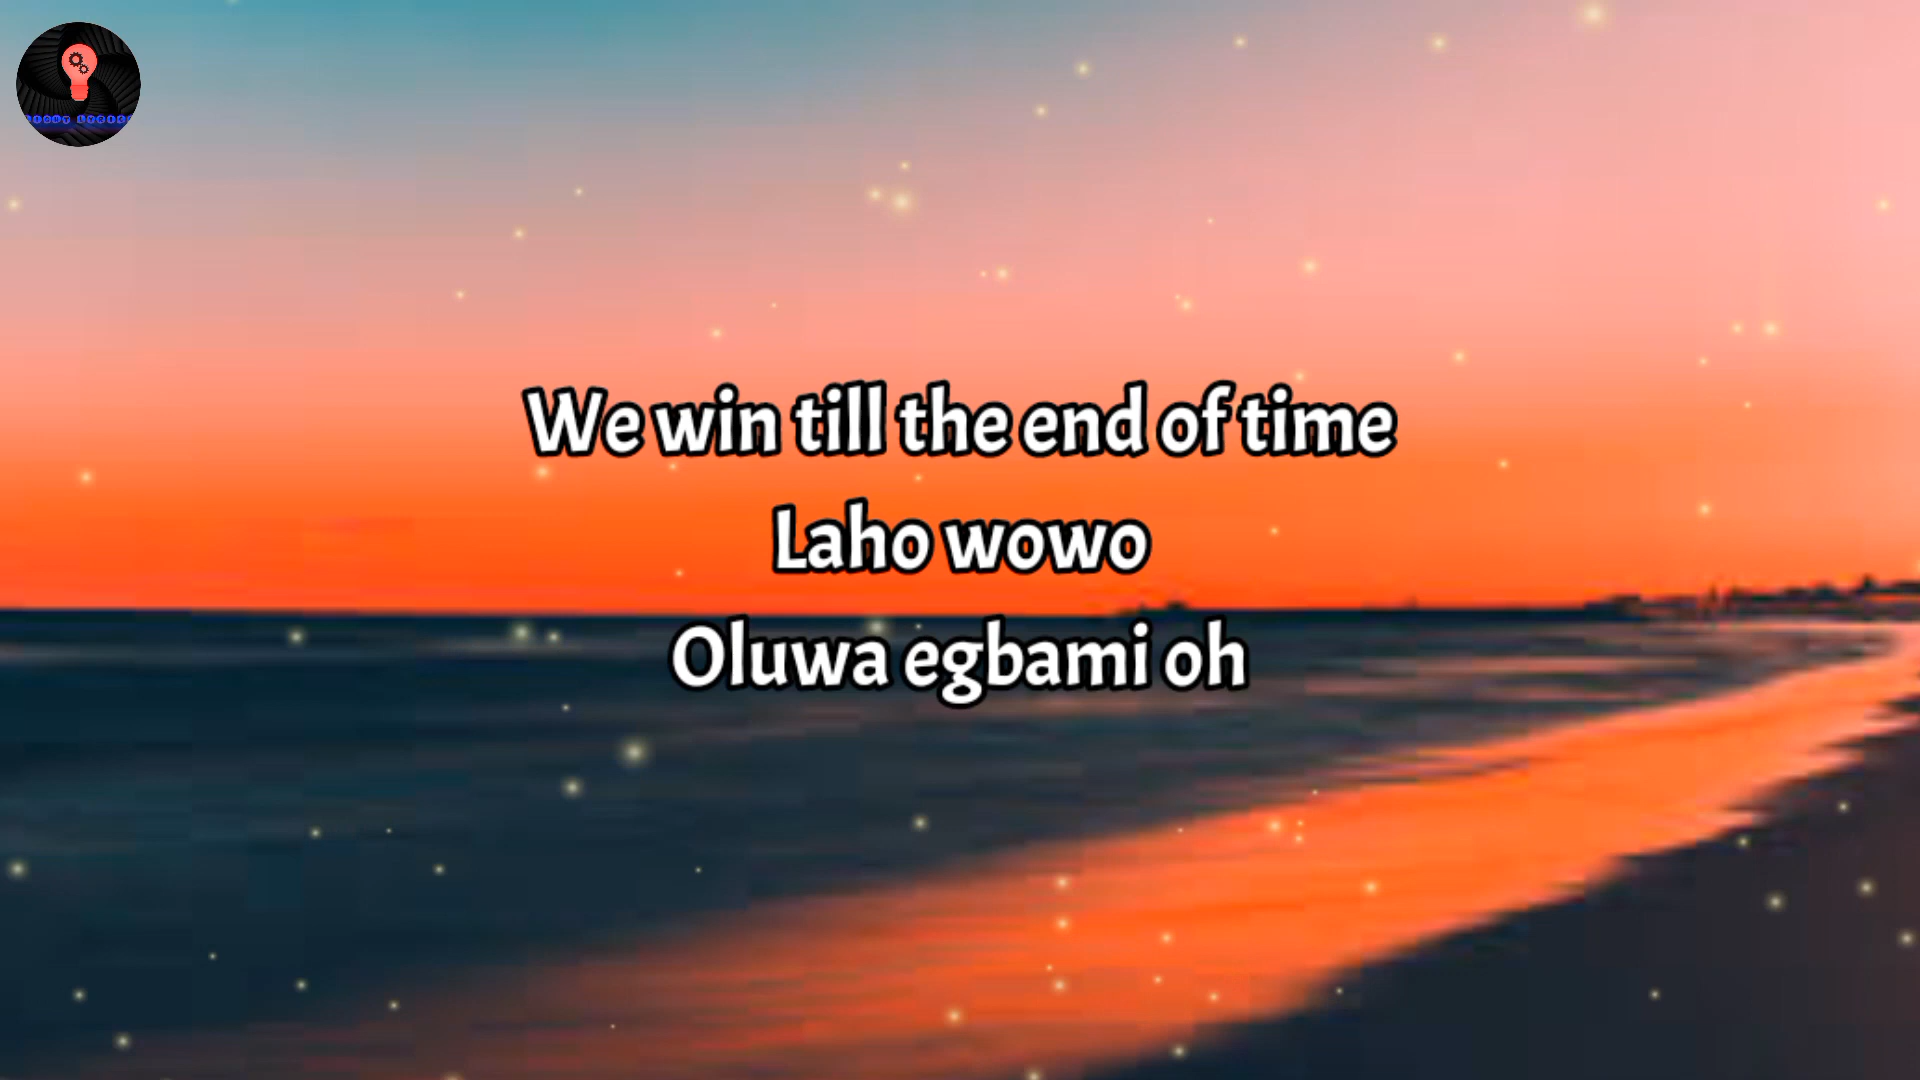 We win till the end of time
Laho wowo
Oluwa egbami oh